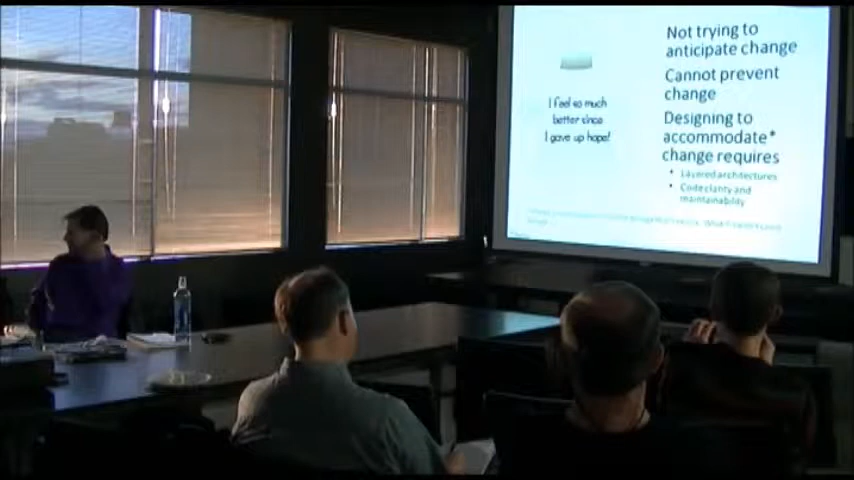 Not trying to
anticipate change
Cannot prevent
change
Designing to
accommodate*
change requires
• Layered architectures
• Code clarity and
maintainability
I feel so much
better since
I gave up hope!